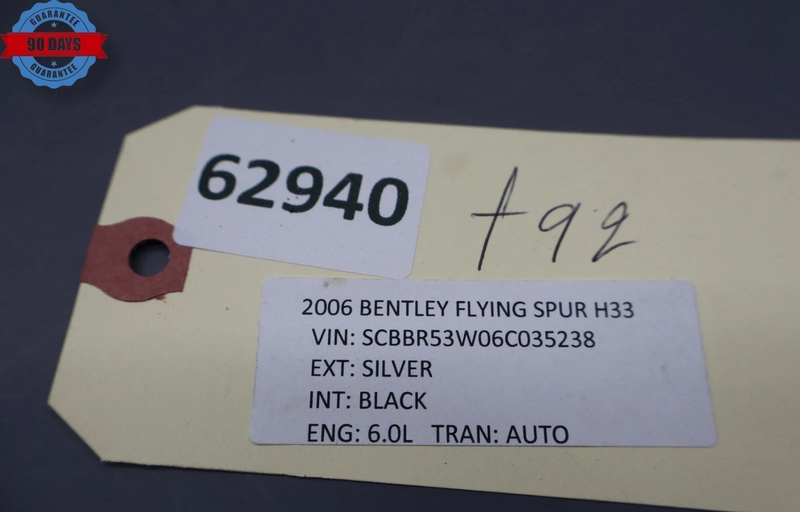 GUARANTEE
90 DAYS
GUARANTEE
62940
t92
2006 BENTLEY FLYING SPUR H33
VIN: SCBBR53W06C035238
EXT: SILVER
INT: BLACK
ENG: 6.0L TRAN: AUTO